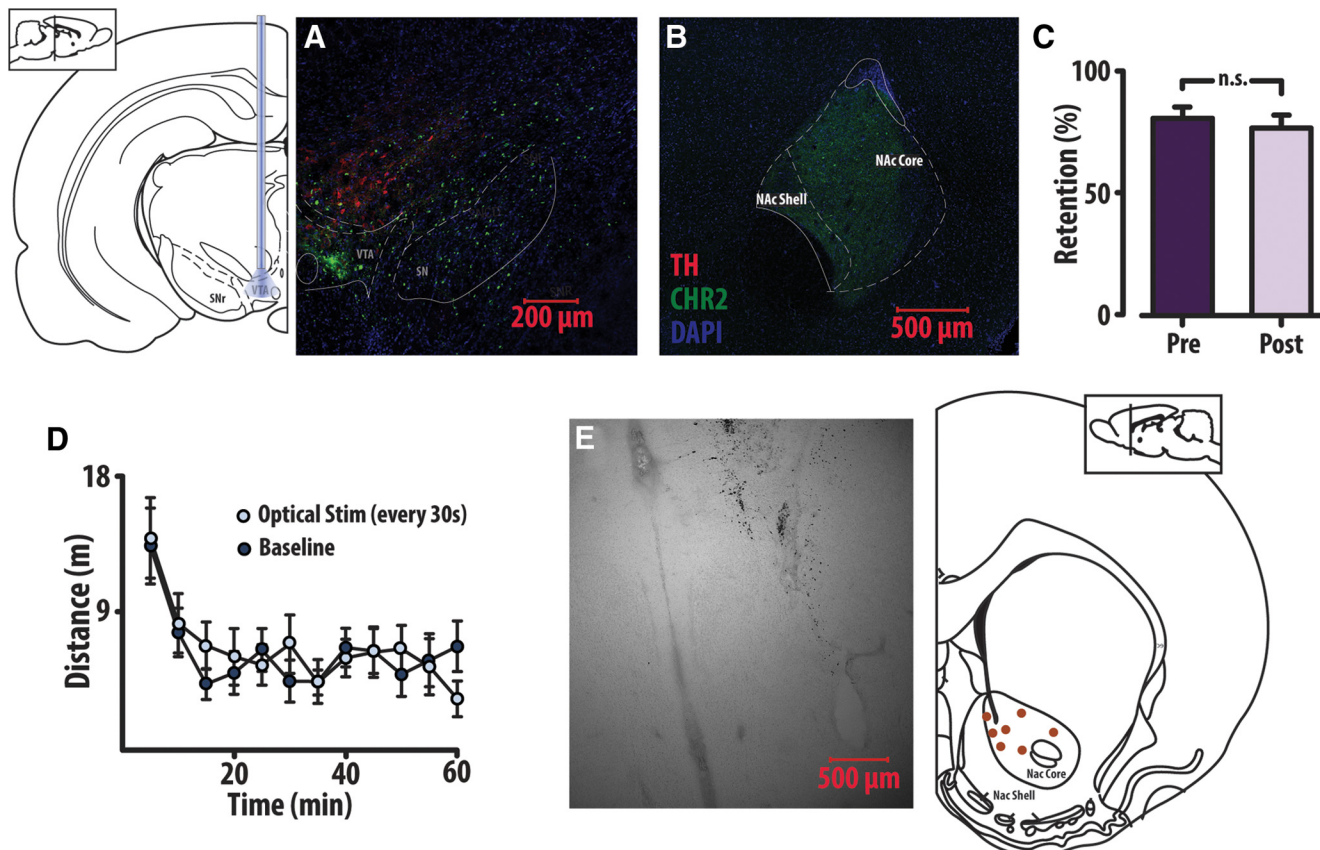 A
VTA
SN
SNR
200 µm
SNr
VTA
B
NAc Core
NAc Shell
TH
CHR2
DAPI
500 µm
C
100
n.s.
50
0
Retention (%)
Pre
Post
D
18
Optical Stim (every 30s)
Baseline
9
Distance (m)
20
40
60
Time (min)
E
500 µm
Nac Core
Nac Shell